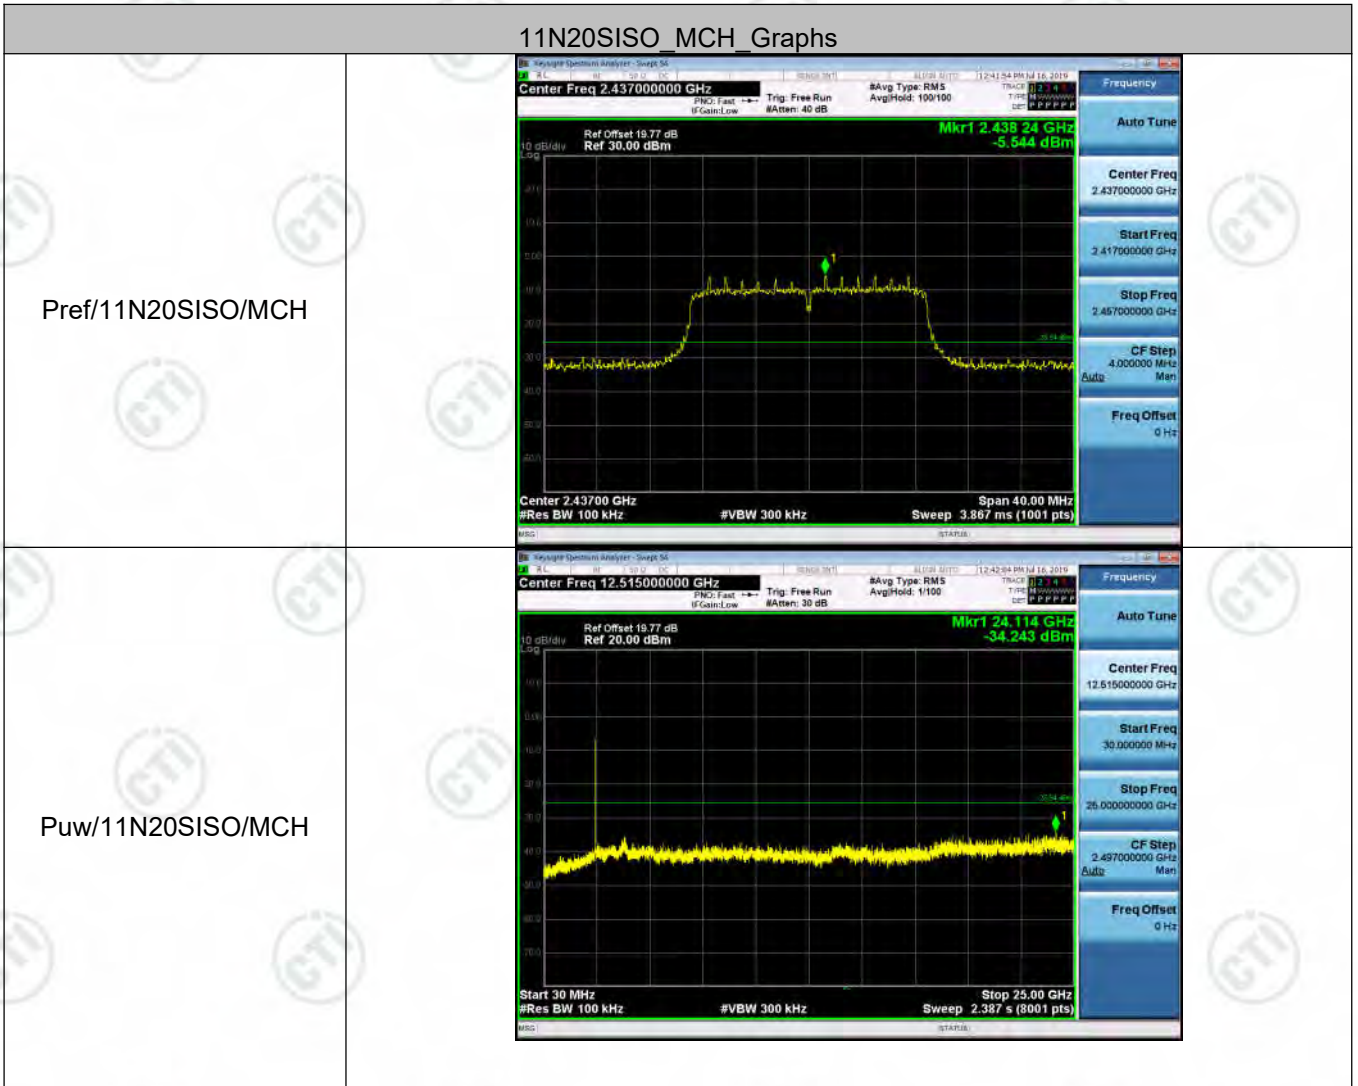 11N20SISO_MCH_Graphs
Pref/11N20SISO/MCH
Keysight Spectrum Analyzer - Swept SA
Center Freq 2.437000000 GHz
PNO: Fast
IFGain:Low
Trig: Free Run
#Atten: 40 dB
#Avg Type: RMS
Avg|Hold: 100/100
12:41:54 PM Jul 16, 2019
TRACE
TYPE
DET
Frequency
Ref Offset 19.77 dB
10 dB/div Ref 30.00 dBm
Log
Mkr1 2.438 24 GHz
-5.544 dBm
1
Center 2.43700 GHz
Span 40.00 MHz
#Res BW 100 kHz
#VBW 300 kHz
Sweep 3.867 ms (1001 pts)
MSG
STATUS
Auto Tune
Center Freq
2.437000000 GHz
Start Freq
2.417000000 GHz
Stop Freq
2.457000000 GHz
CF Step
4.000000 MHz
Auto Man
Freq Offset
0 Hz
Puw/11N20SISO/MCH
Keysight Spectrum Analyzer - Swept SA
Center Freq 12.515000000 GHz
PNO: Fast
IFGain:Low
Trig: Free Run
#Atten: 30 dB
#Avg Type: RMS
Avg|Hold: 1/100
12:42:04 PM Jul 16, 2019
TRACE
TYPE
DET
Frequency
Ref Offset 19.77 dB
10 dB/div Ref 20.00 dBm
Log
Mkr1 24.114 GHz
-34.243 dBm
1
Start 30 MHz
Stop 25.00 GHz
#Res BW 100 kHz
#VBW 300 kHz
Sweep 2.387 s (8001 pts)
MSG
STATUS
Auto Tune
Center Freq
12.515000000 GHz
Start Freq
30.000000 MHz
Stop Freq
25.000000000 GHz
CF Step
2.497000000 GHz
Auto Man
Freq Offset
0 Hz
CTI